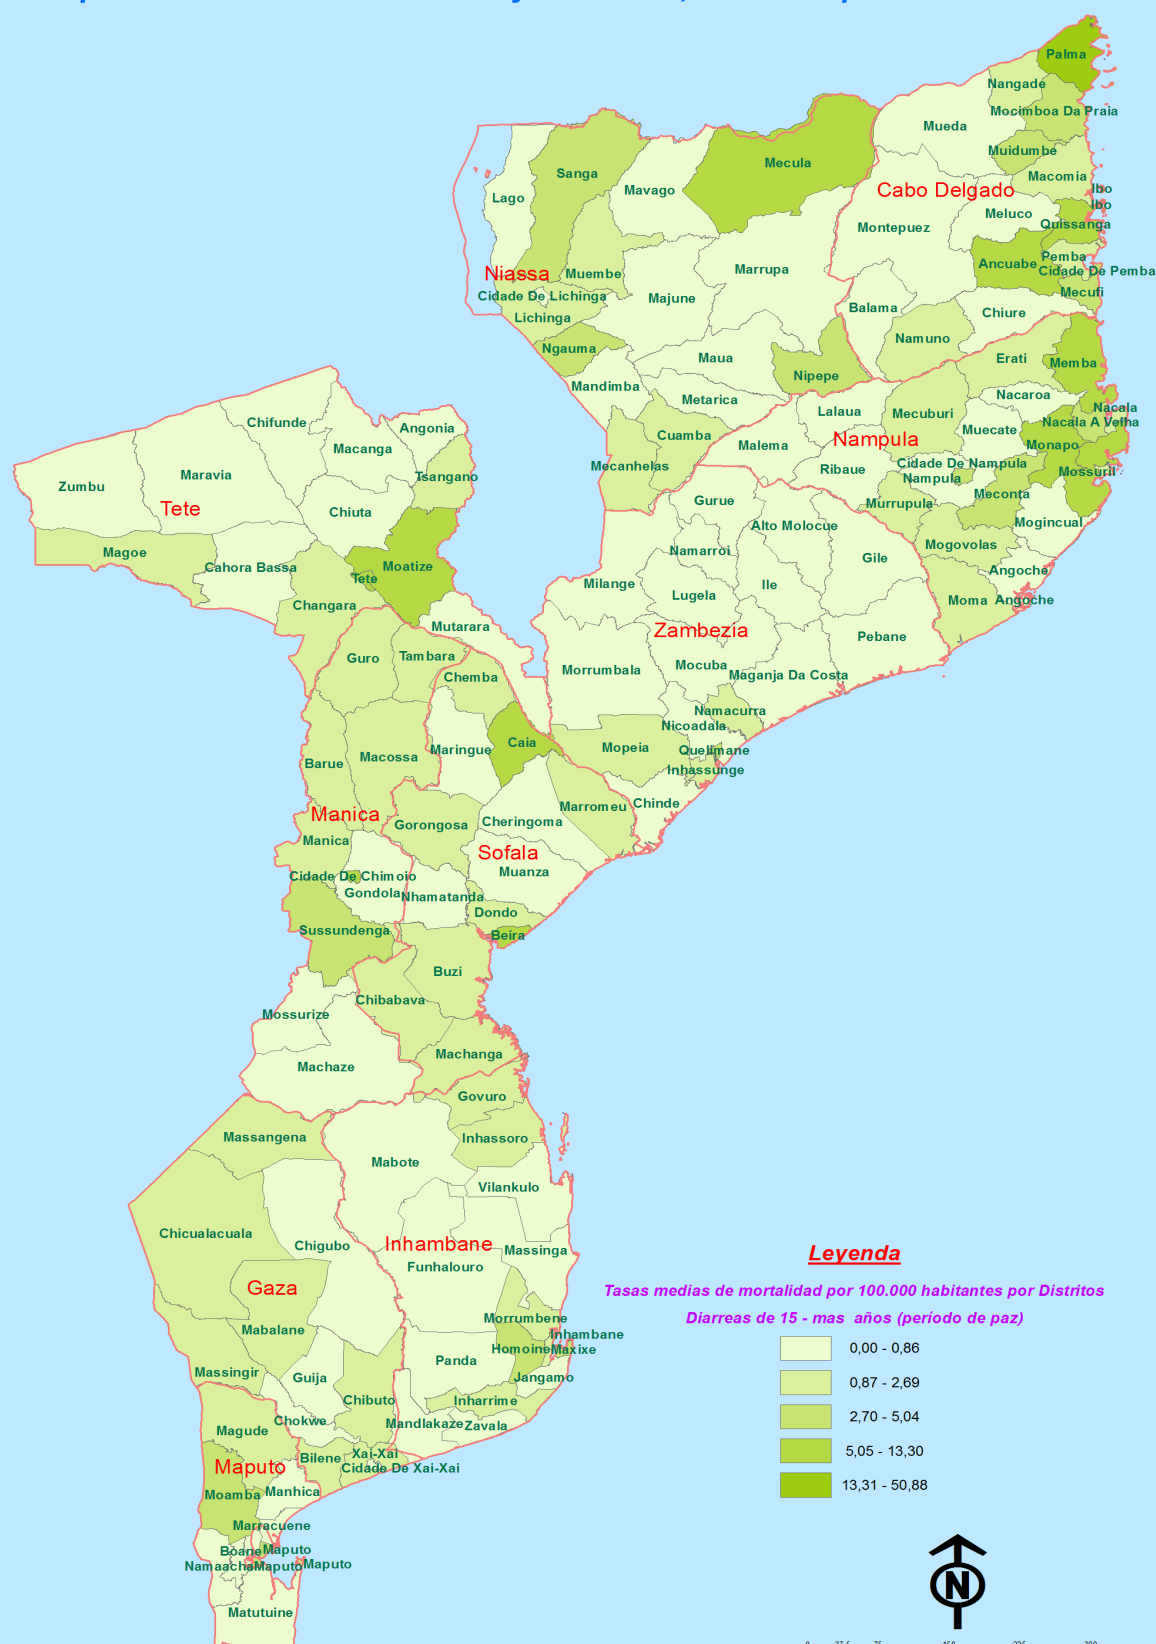 Palma
Nangade
Mocimboa Da Praia
Mueda
Muidumbe
Mecula
Sanga
Macomia
Mavago
Cabo Delgado
Ibo
Lago
Ibo
Meluco
Quissanga
Montepuez
Pemba
Ancuabe
Marrupa
Cidade De Pemba
Niassa
Muembe
Mecufi
Cidade De Lichinga
Majune
Balama
Chiure
Lichinga
Namuno
Ngauma
Maua
Erati
Memba
Nipepe
Mandimba
Nacaroa
Metarica
Nacala
Lalaua
Mecuburi
Chifunde
Nacala A Velha
Angonia
Muecate
Cuamba
Nampula
Malema
Monapo
Macanga
Cidade De Nampula
Mecanhelas
Ribaue
Mossuril
Maravia
Tsangano
Nampula
Zumbu
Meconta
Gurue
Murrupula
Tete
Chiuta
Alto Molocue
Mogincual
Magoe
Namarroi
Mogovolas
Cahora Bassa
Moatize
Gile
Angoche
Tete
Milange
Ile
Lugela
Moma
Angoche
Changara
Mutarara
Zambezia
Pebane
Guro
Tambara
Mocuba
Morrumbala
Maganja Da Costa
Chemba
Namacurra
Nicoadala
Caia
Mopeia
Maringue
Quelimane
Macossa
Barue
Inhassunge
Chinde
Marromeu
Manica
Cheringoma
Gorongosa
Manica
Sofala
Muanza
Cidade De Chimoio
Gondola
Nhamatanda
Dondo
Sussundenga
Beira
Buzi
Chibabava
Mossurize
Machanga
Machaze
Govuro
Massangena
Inhassoro
Mabote
Vilankulo
Chicualacuala
Chigubo
Inhambane
Massinga
Leyenda
Funhalouro
Gaza
Tasas medias de mortalidad por 100.000 habitantes por Distritos
Diarreas de 15 - mas años (período de paz)
Morrumbene
Mabalane
Inhambane
Homoine
Maxixe
0,00 - 0,86
Panda
Massingir
Guija
Jangamo
0,87 - 2,69
Chibuto
Inharrime
2,70 - 5,04
Chokwe
Mandlakaze
Zavala
Magude
5,05 - 13,30
Xai-Xai
Bilene
Cidade De Xai-Xai
Maputo
13,31 - 50,88
Moamba
Manhica
Marracuene
Boane
Maputo
Namaacha
Maputo
Maputo
N
Matutuine